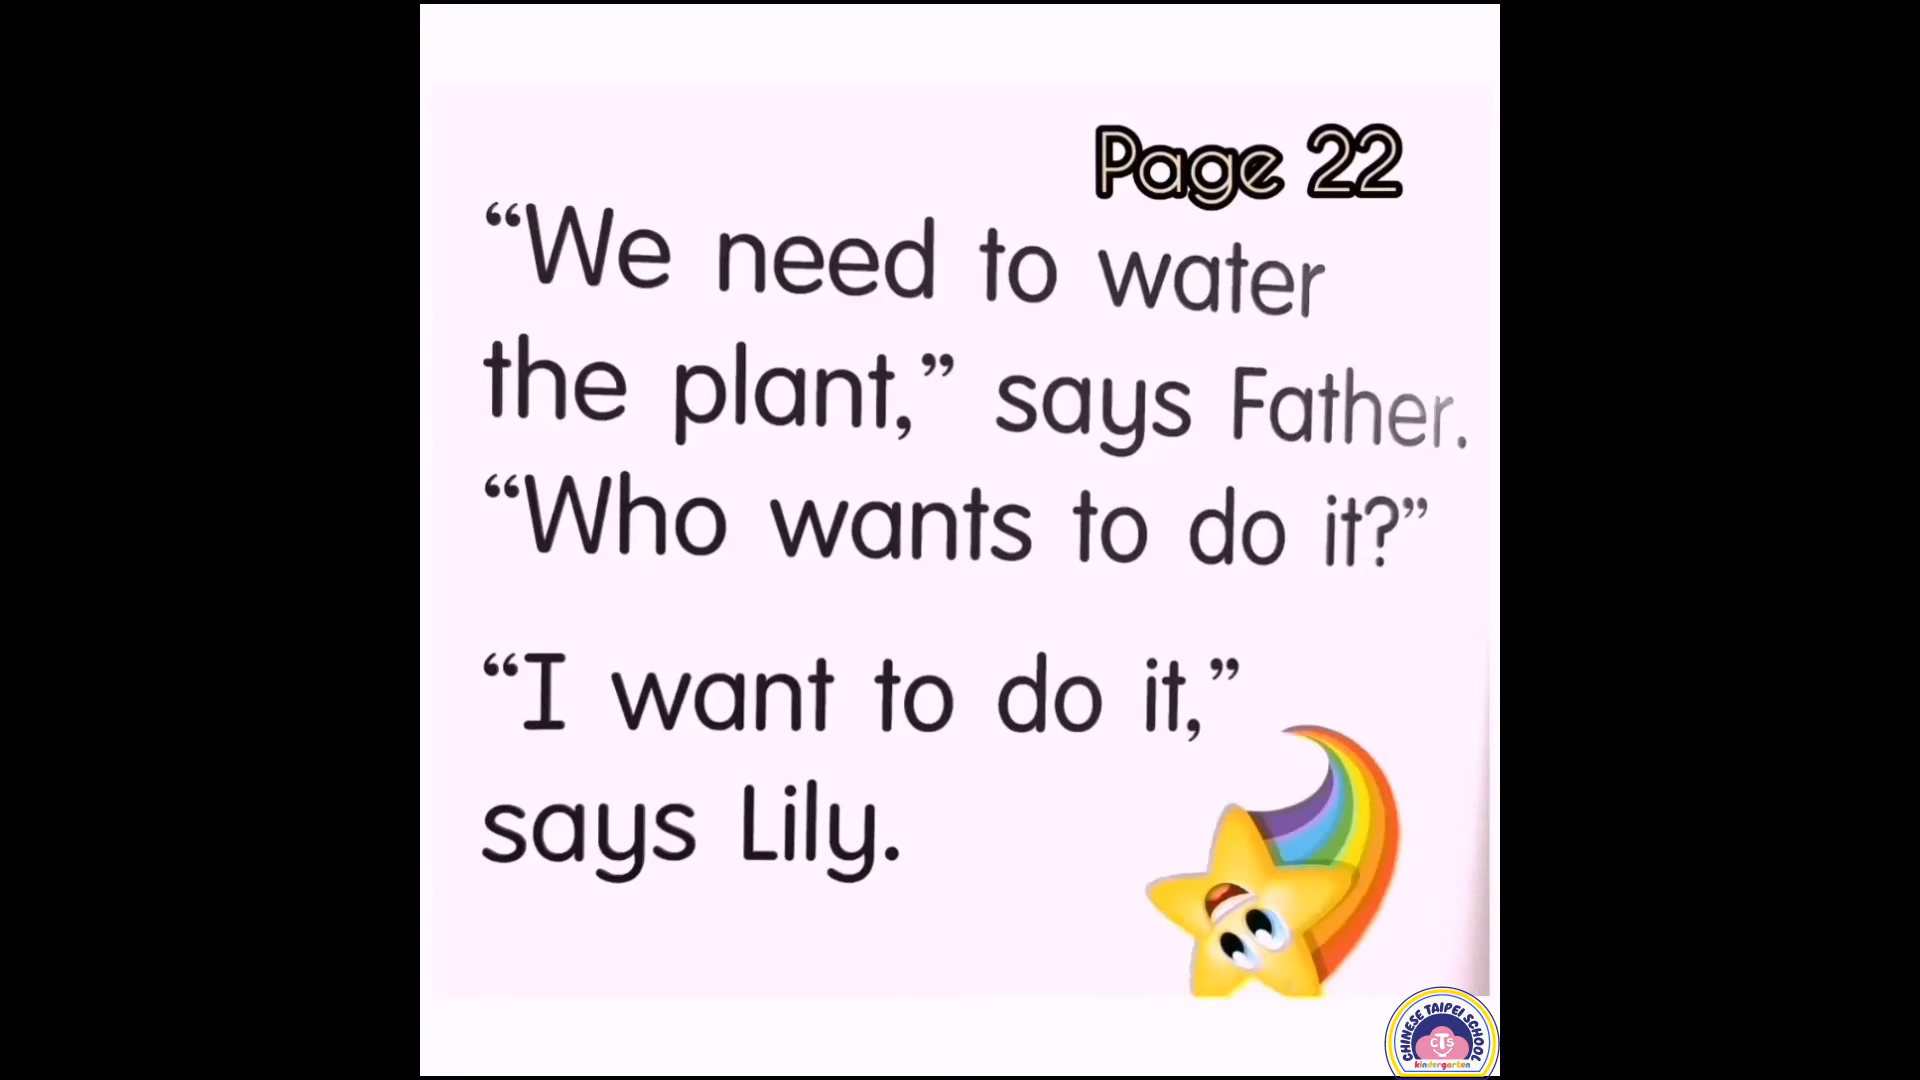 Page 22
“We need to water
the plant,” says Father.
“Who wants to do it?”
“I want to do it,”
says Lily.
CHINESE TAIPEI SCHOOL
CTS
kindergarten